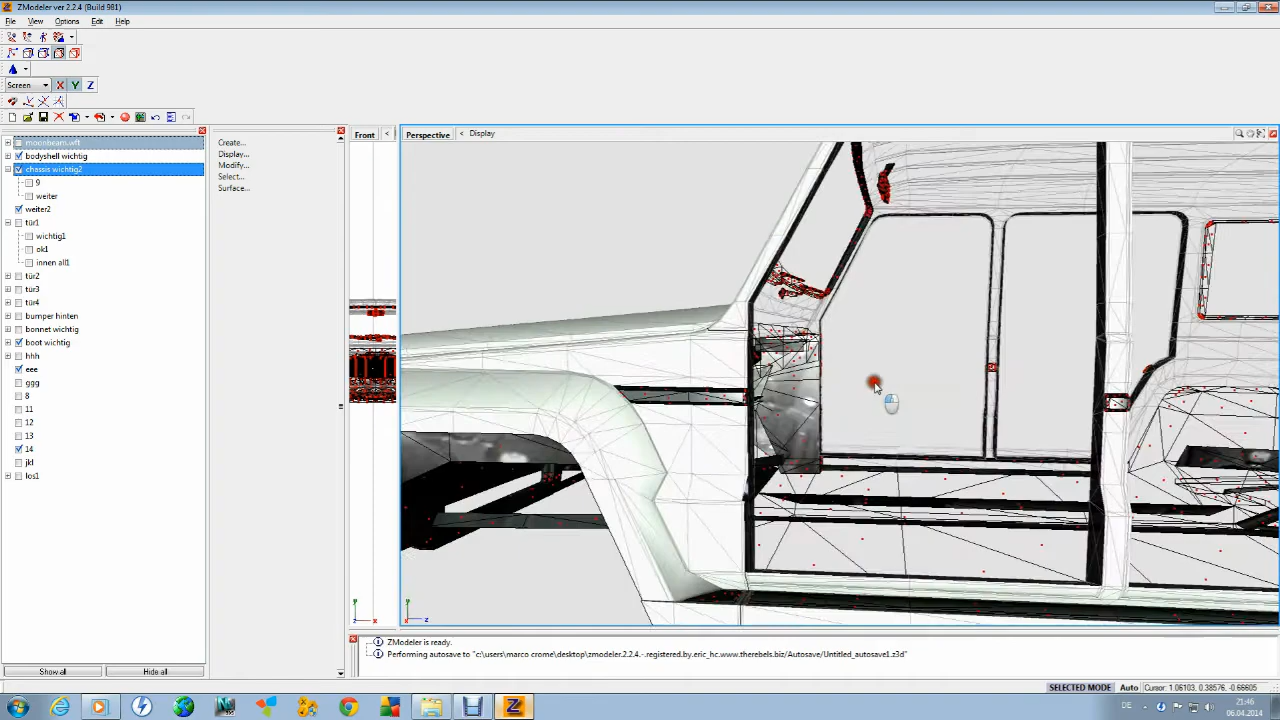 ZModeler ver 2.2.4 (Build 981)
File View Options Edit Help
Screen X Y Z
moonbeam.wft
bodyshell wichtig
chassis wichtig2
9
weiter
weiter2
tür1
wichtig1
ok1
innen all1
tür2
tür3
tür4
bumper hinten
bonnet wichtig
boot wichtig
hhh
eee
ggg
8
11
12
13
14
jkl
los1
Show all Hide all
Create...
Display...
Modify...
Select...
Surface...
Front <
Perspective < Display
ZModeler is ready.
Performing autosave to "c:\users\marco crome\desktop\zmodeler.2.2.4.-.registered.by.eric_hc.www.therebels.biz/Autosave/Untitled_autosave1.z3d"
SELECTED MODE Auto Cursor: 1.06103, 0.38576, -0.66605
DE
21:46
06.04.2014